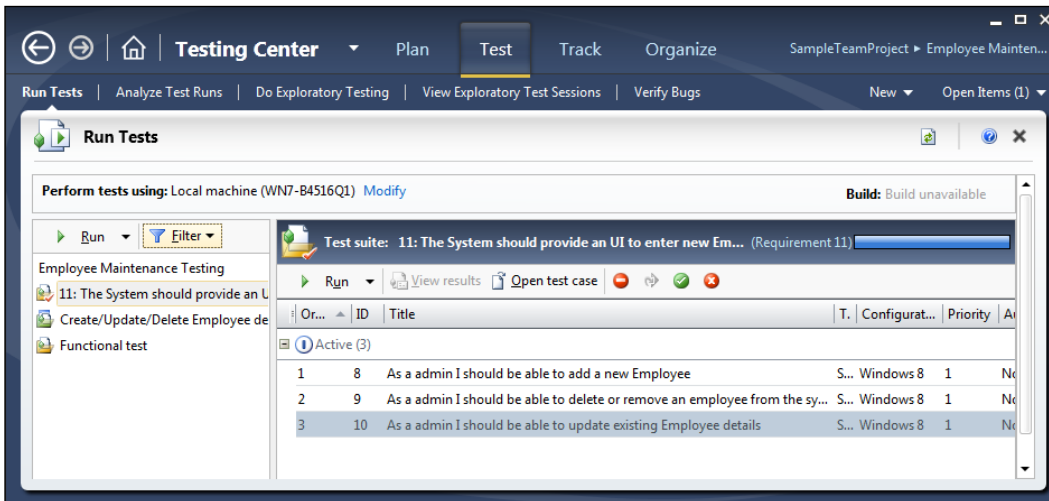 Testing Center Plan Test Track Organize SampleTeamProject ▸ Employee Mainten...
Run Tests | Analyze Test Runs | Do Exploratory Testing | View Exploratory Test Sessions | Verify Bugs New Open Items (1)
Run Tests
Perform tests using: Local machine (WN7-B4516Q1) Modify Build: Build unavailable
Run Filter
Employee Maintenance Testing
11: The System should provide an U
Create/Update/Delete Employee de
Functional test
Test suite: 11: The System should provide an UI to enter new Em... (Requirement 11)
Run View results Open test case
Or... ID Title T. Configurat... Priority Au
Active (3)
1 8 As a admin I should be able to add a new Employee S... Windows 8 1 No
2 9 As a admin I should be able to delete or remove an employee from the sy... S... Windows 8 1 No
3 10 As a admin I should be able to update existing Employee details S... Windows 8 1 No